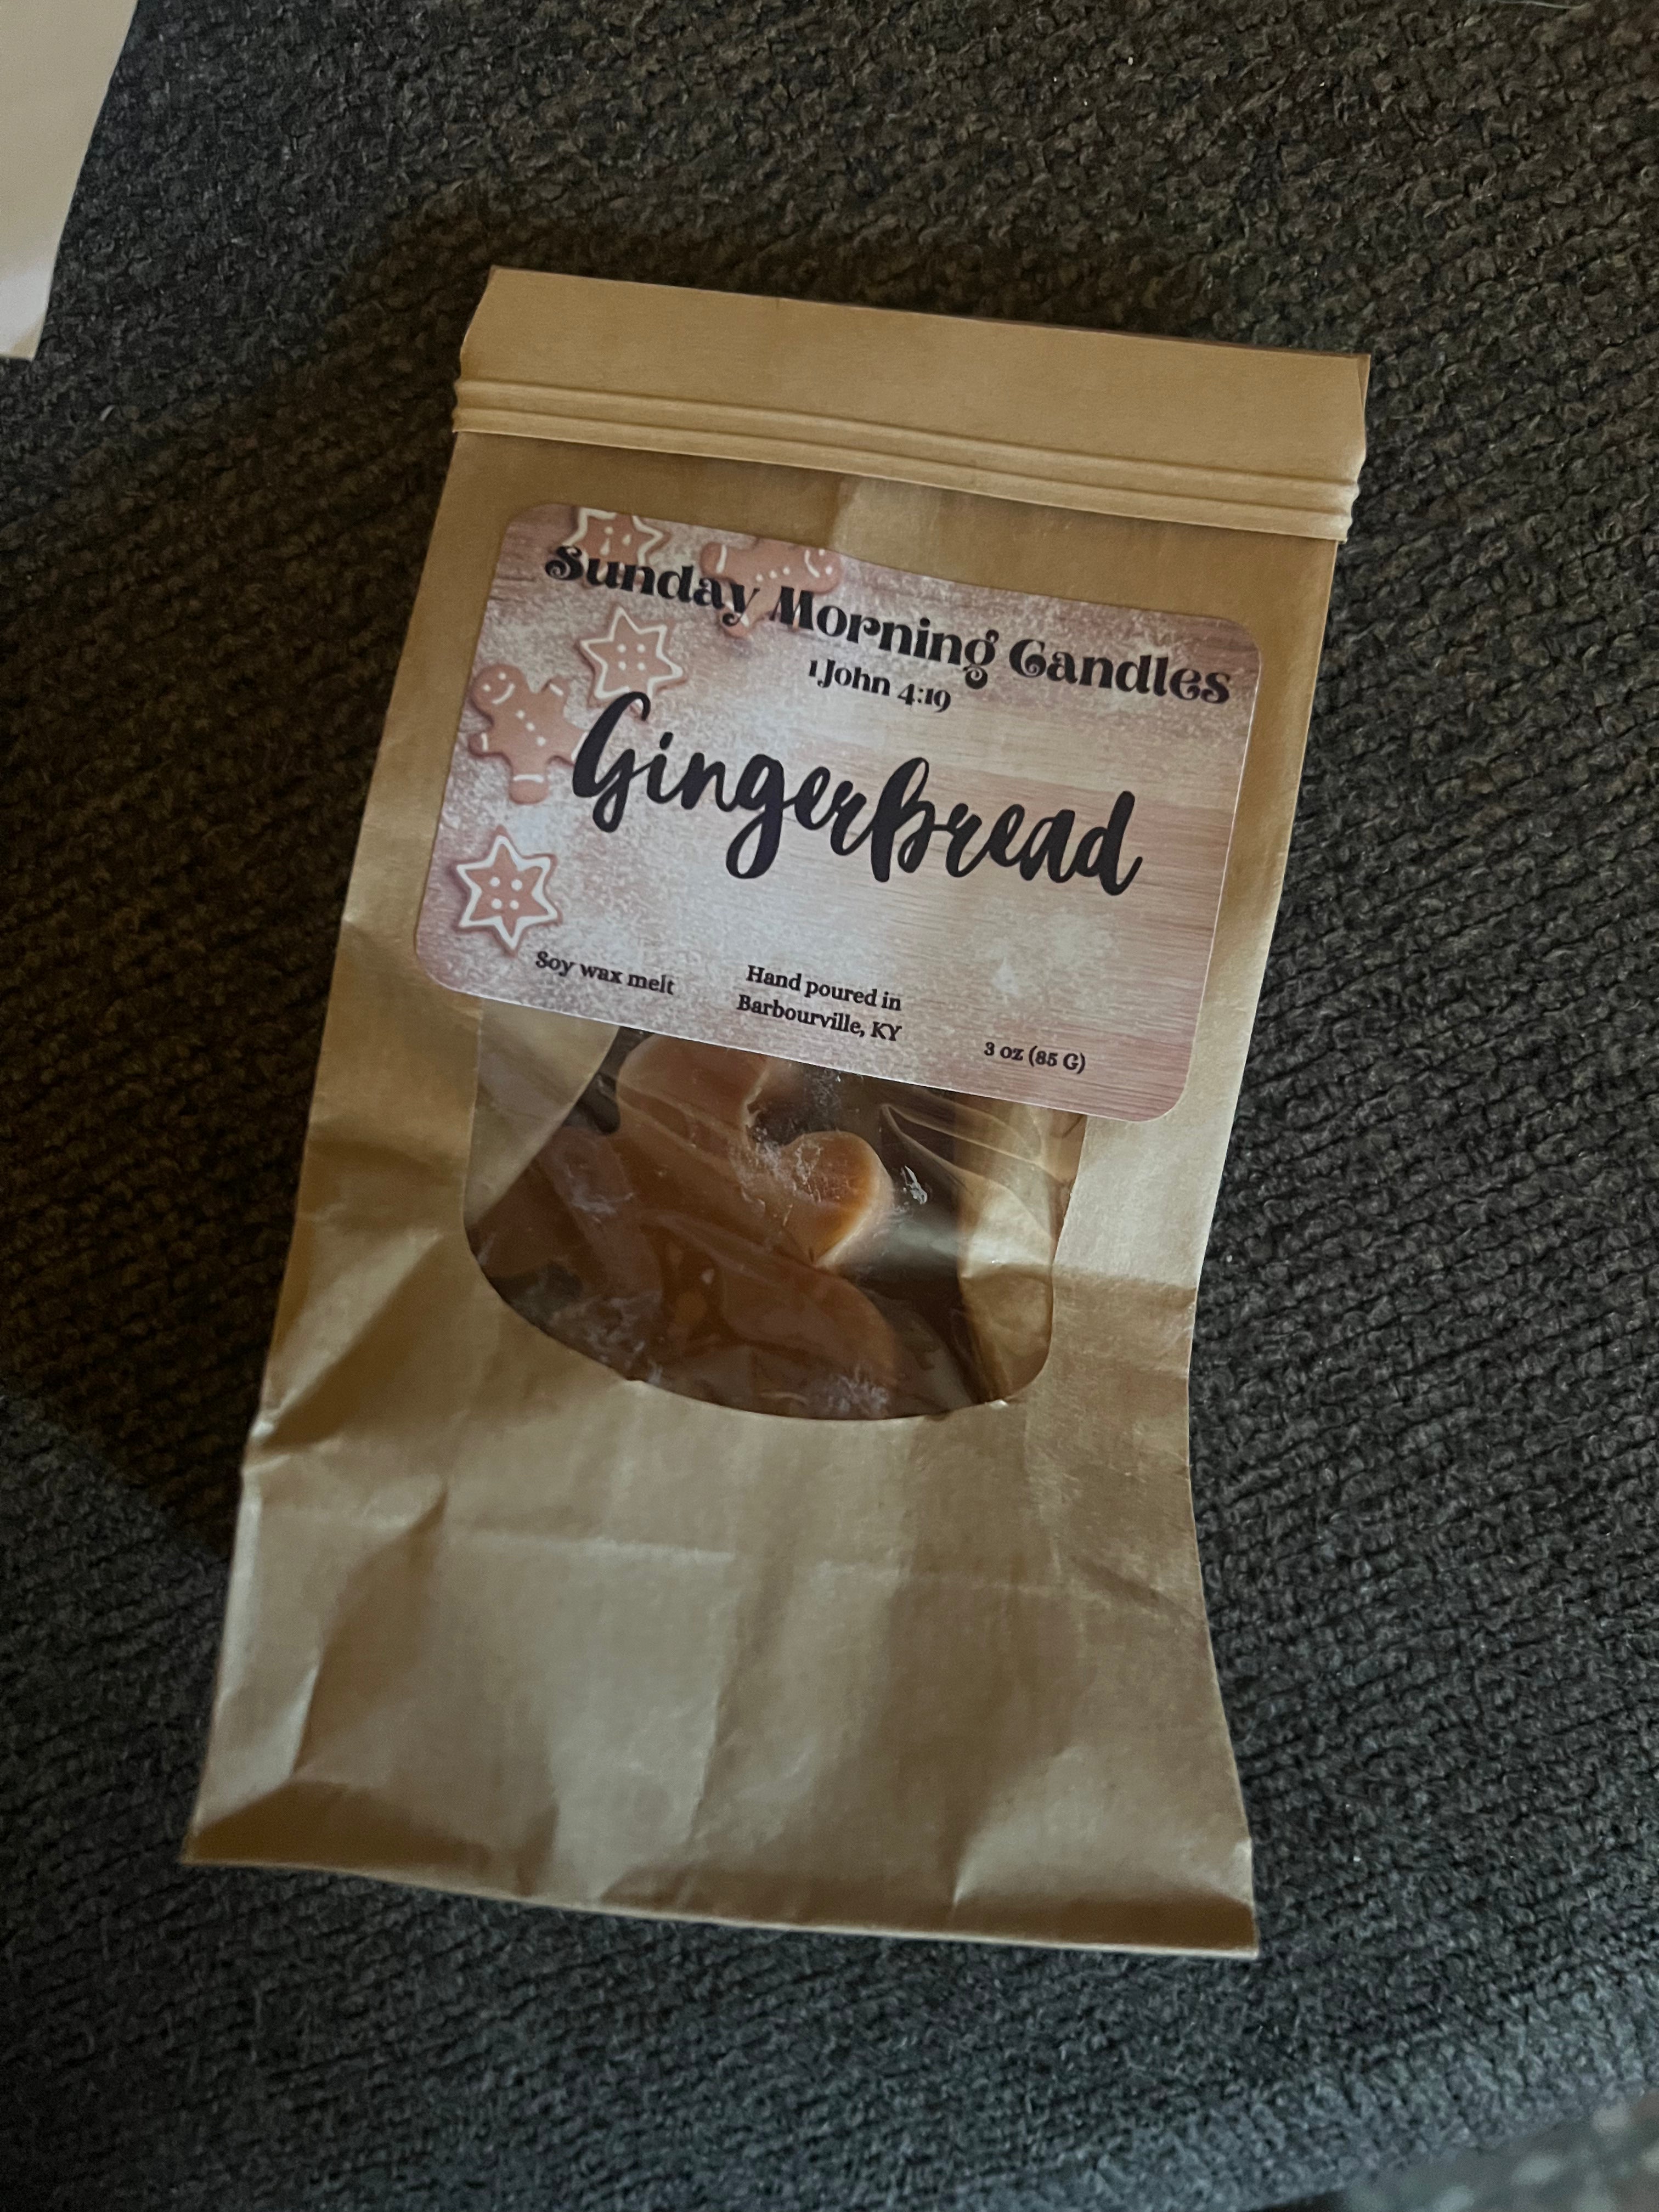 Sunday Morning Candles
1 John 4:19
Gingerbread
Soy wax melt
Hand poured in
Barbourville, KY
3 oz (85 G)